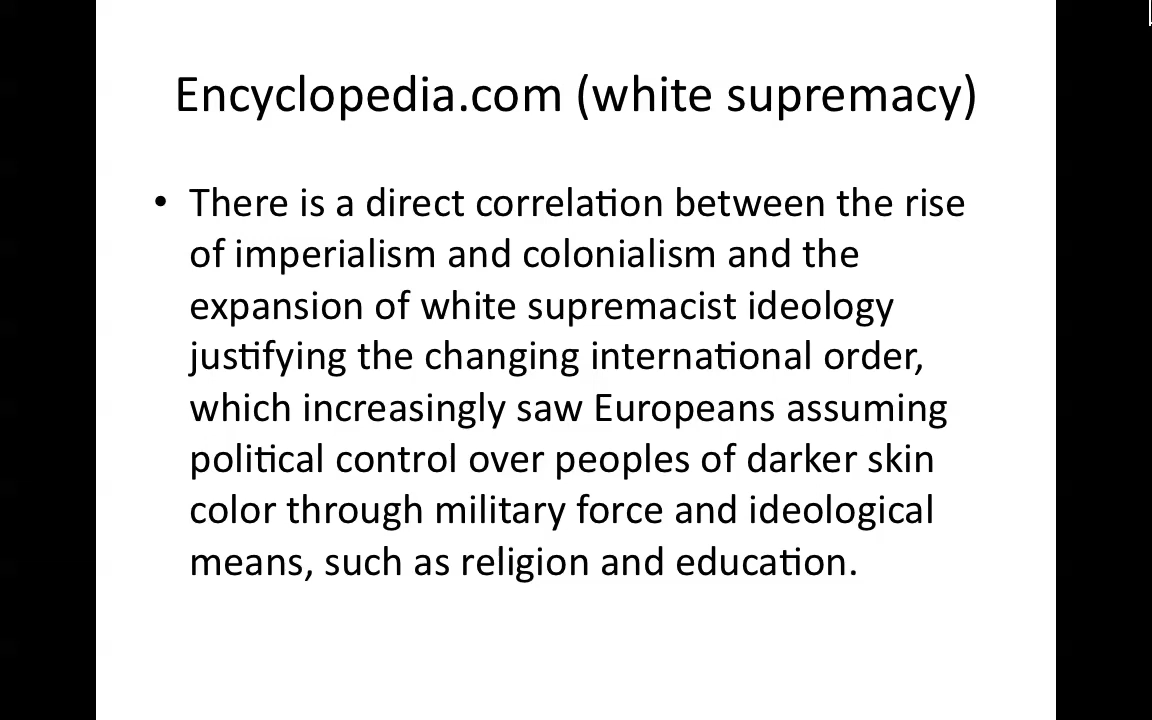 Encyclopedia.com (white supremacy)
• There is a direct correlation between the rise
of imperialism and colonialism and the
expansion of white supremacist ideology
justifying the changing international order,
which increasingly saw Europeans assuming
political control over peoples of darker skin
color through military force and ideological
means, such as religion and education.